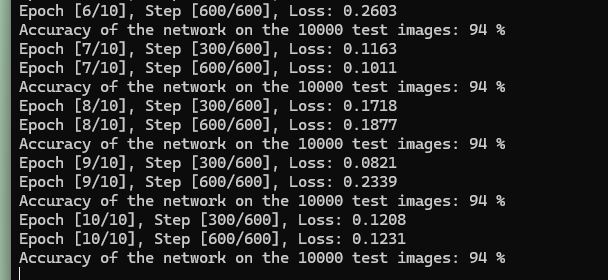 Epoch [6/10], Step [600/600], Loss: 0.2603
Accuracy of the network on the 10000 test images: 94 %
Epoch [7/10], Step [300/600], Loss: 0.1163
Epoch [7/10], Step [600/600], Loss: 0.1011
Accuracy of the network on the 10000 test images: 94 %
Epoch [8/10], Step [300/600], Loss: 0.1718
Epoch [8/10], Step [600/600], Loss: 0.1877
Accuracy of the network on the 10000 test images: 94 %
Epoch [9/10], Step [300/600], Loss: 0.0821
Epoch [9/10], Step [600/600], Loss: 0.2339
Accuracy of the network on the 10000 test images: 94 %
Epoch [10/10], Step [300/600], Loss: 0.1208
Epoch [10/10], Step [600/600], Loss: 0.1231
Accuracy of the network on the 10000 test images: 94 %